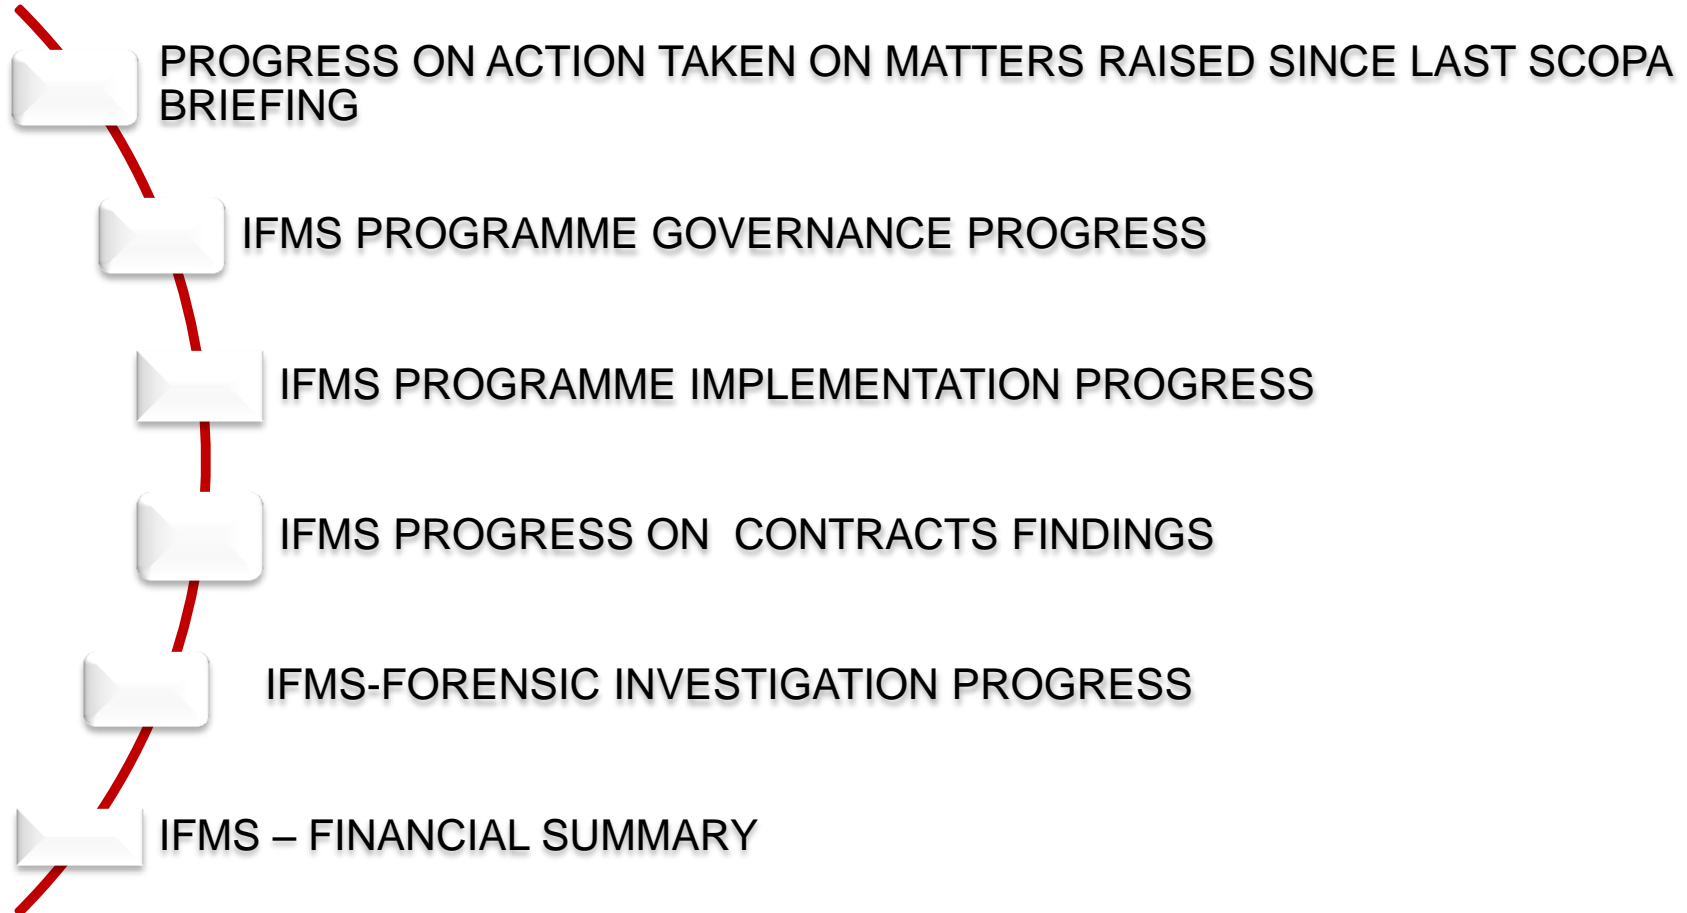 PROGRESS ON ACTION TAKEN ON MATTERS RAISED SINCE LAST SCOPA
BRIEFING
IFMS PROGRAMME GOVERNANCE PROGRESS
IFMS PROGRAMME IMPLEMENTATION PROGRESS
IFMS PROGRESS ON  CONTRACTS FINDINGS
IFMS-FORENSIC INVESTIGATION PROGRESS
IFMS – FINANCIAL SUMMARY